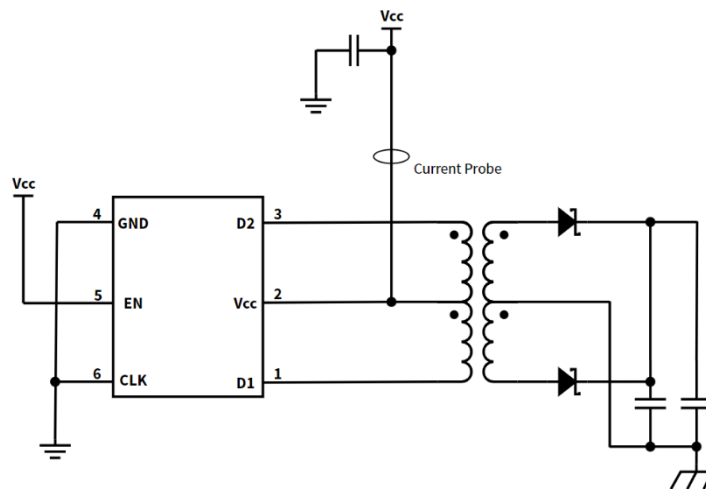 Vcc
Current Probe
Vcc
4 GND D2 3
5 EN Vcc 2
6 CLK D1 1